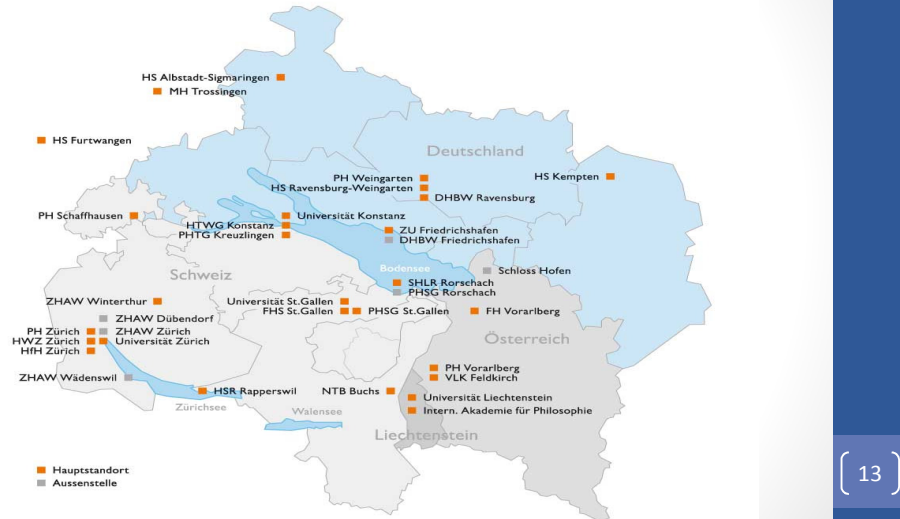 HS Albstadt-Sigmaringen
MH Trossingen
HS Furtwangen
Deutschland
PH Weingarten
HS Kempten
HS Ravensburg-Weingarten
DHBW Ravensburg
PH Schaffhausen
Universität Konstanz
HTWG Konstanz
ZU Friedrichshafen
PHTG Kreuzlingen
DHBW Friedrichshafen
Bodensee
Schloss Hofen
Schweiz
SHLR Rorschach
PHSG Rorschach
ZHAW Winterthur
Universität St.Gallen
FHS St.Gallen
PHSG St.Gallen
FH Vorarlberg
ZHAW Dübendorf
PH Zürich
ZHAW Zürich
HWZ Zürich
Universität Zürich
HfH Zürich
Österreich
PH Vorarlberg
VLK Feldkirch
ZHAW Wädenswil
HSR Rapperswil
NTB Buchs
Universität Liechtenstein
Zürichsee
Walensee
Intern. Akademie für Philosophie
Liechtenstein
Hauptstandort
Aussenstelle
13